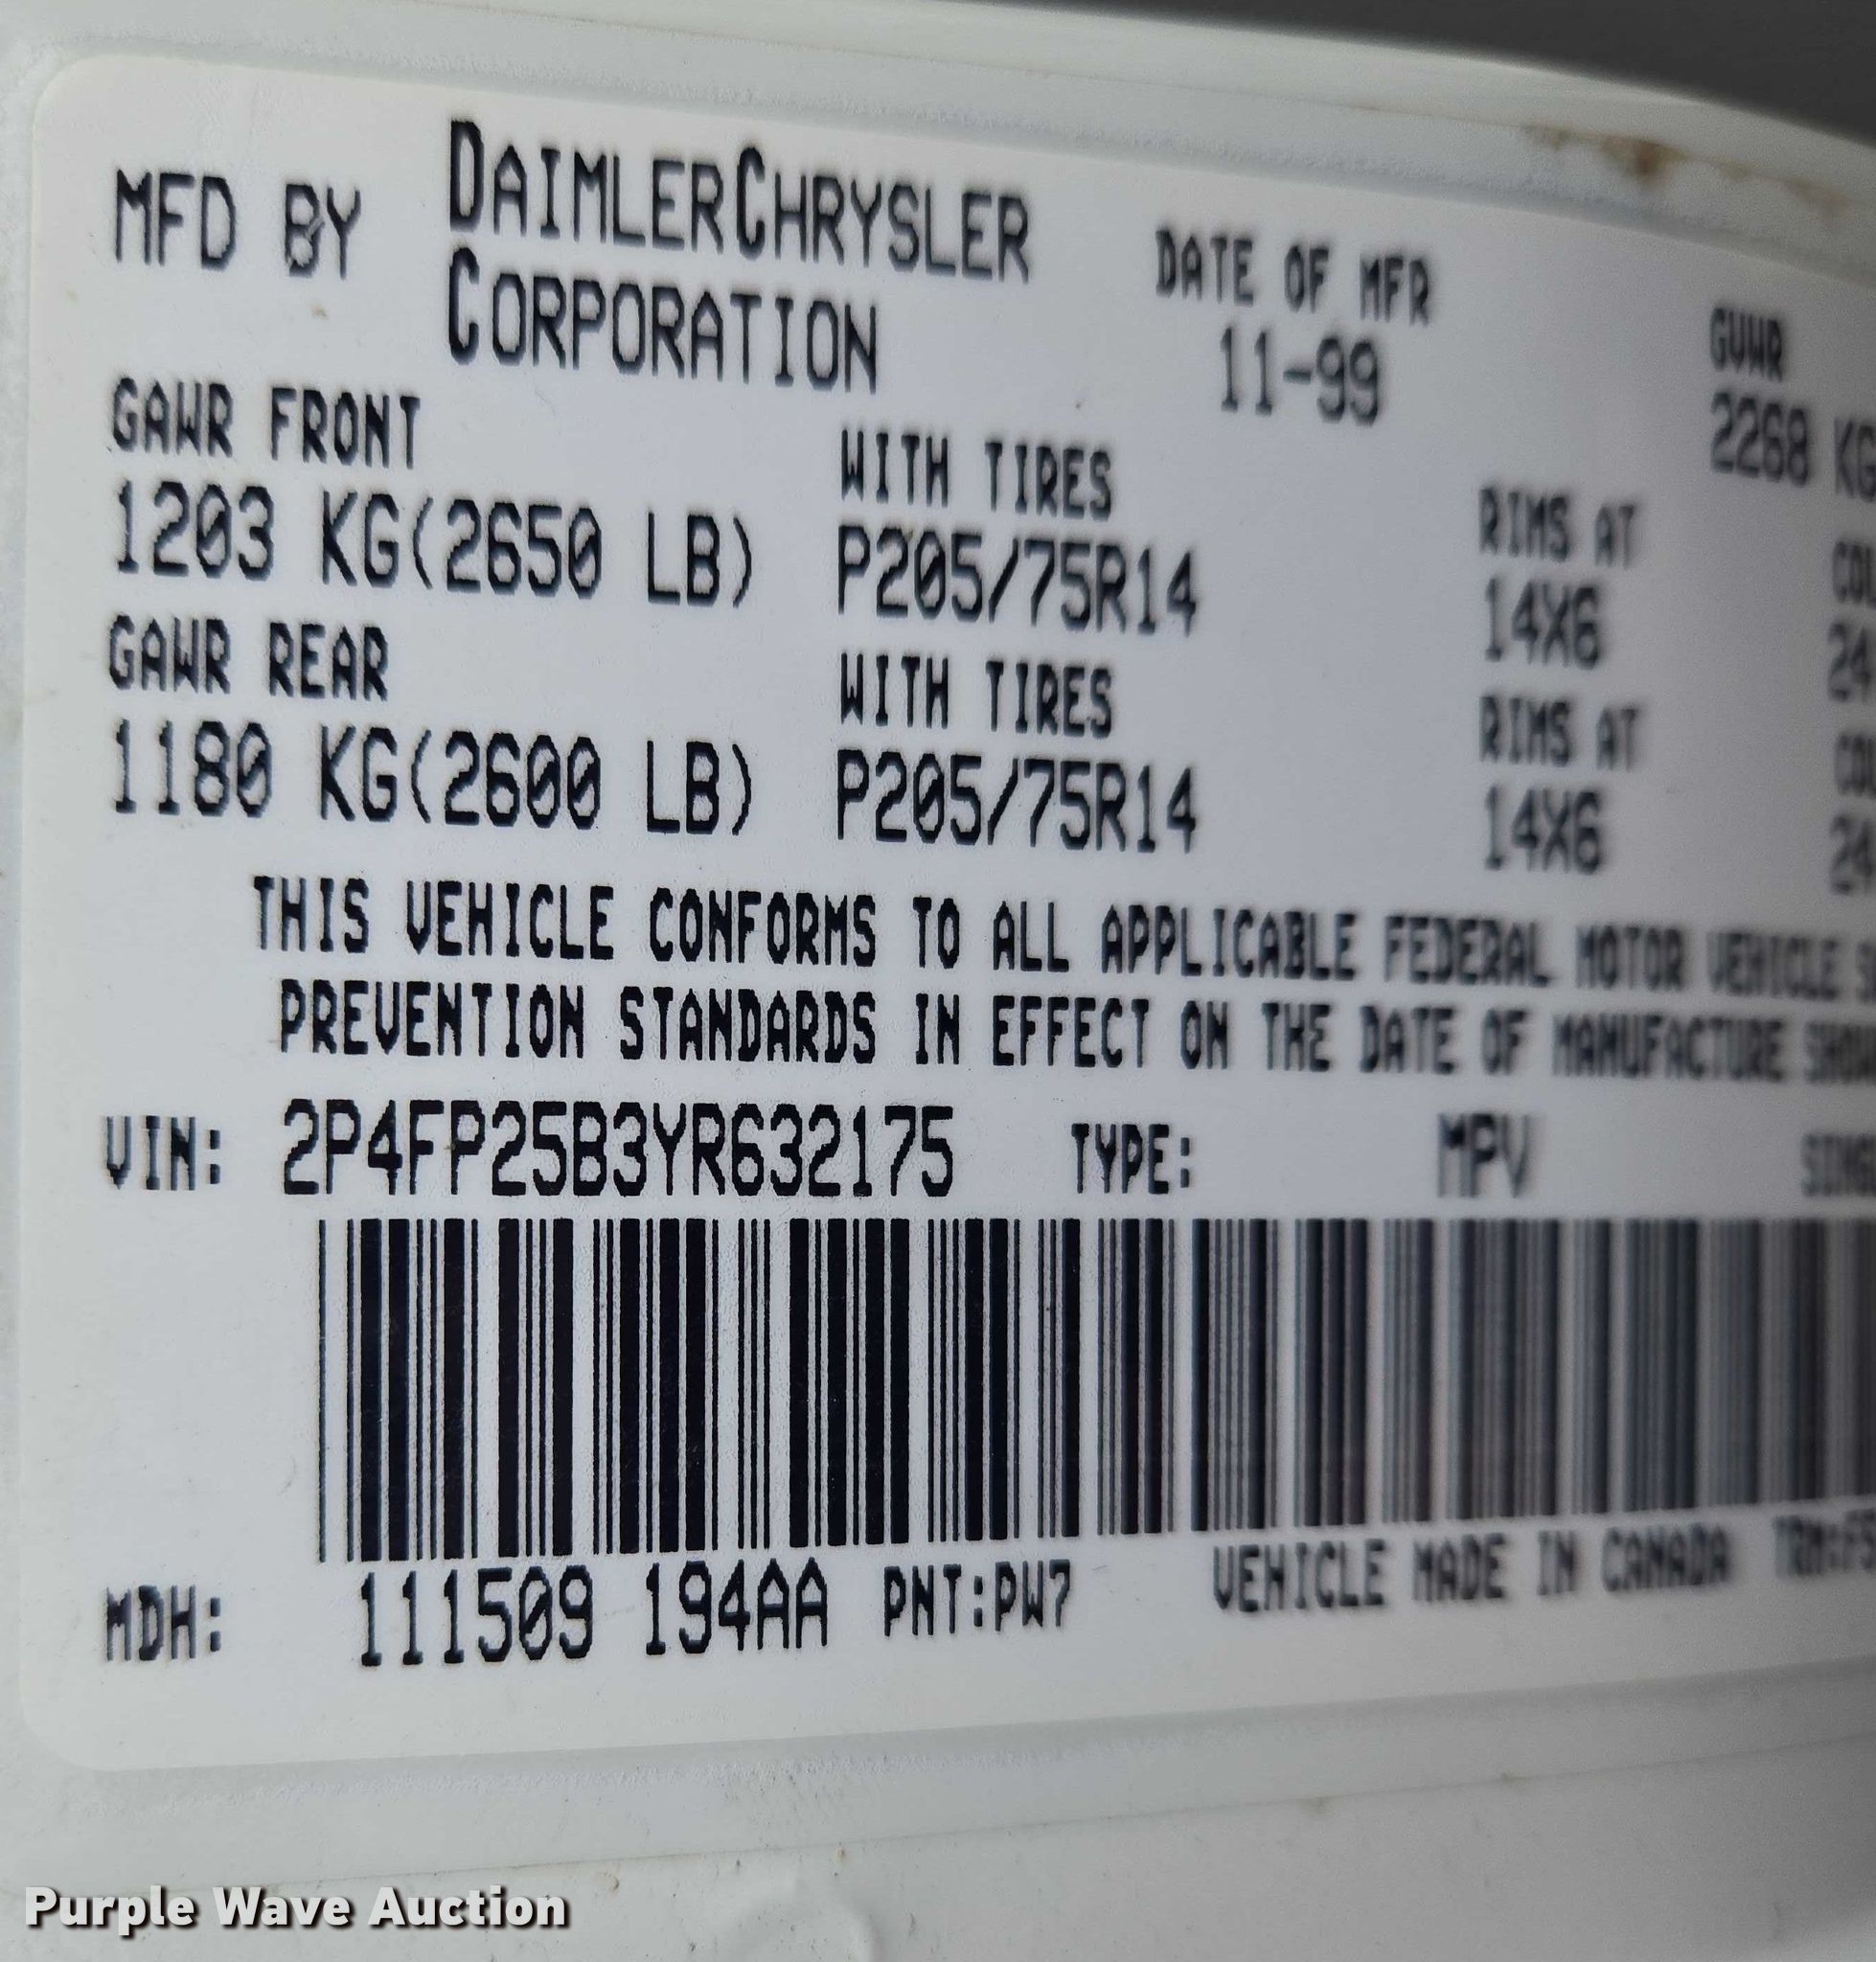 MFD BY DAIMLERCHRYSLER CORPORATION
DATE OF MFR
11-99
GVWR
2268 KG
GAWR FRONT WITH TIRES RIMS AT
1203 KG(2650 LB) P205/75R14 14X6
GAWR REAR WITH TIRES RIMS AT
1180 KG(2600 LB) P205/75R14 14X6
THIS VEHICLE CONFORMS TO ALL APPLICABLE FEDERAL MOTOR VEHICLE
PREVENTION STANDARDS IN EFFECT ON THE DATE OF MANUFACTURE
VIN: 2P4FP25B3YR632175 TYPE: MPV
MDH: 111509 194AA PNT:PW7 VEHICLE MADE IN CANADA
Purple Wave Auction